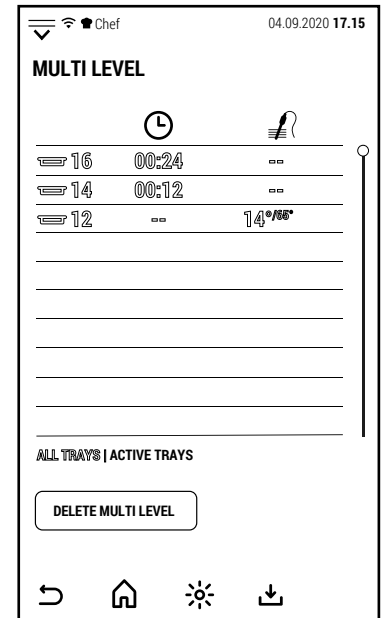 Chef 04.09.2020 17.15
MULTI LEVEL
16 00:24 --
14 00:12 --
12 -- 14°/65°
ALL TRAYS | ACTIVE TRAYS
DELETE MULTI LEVEL